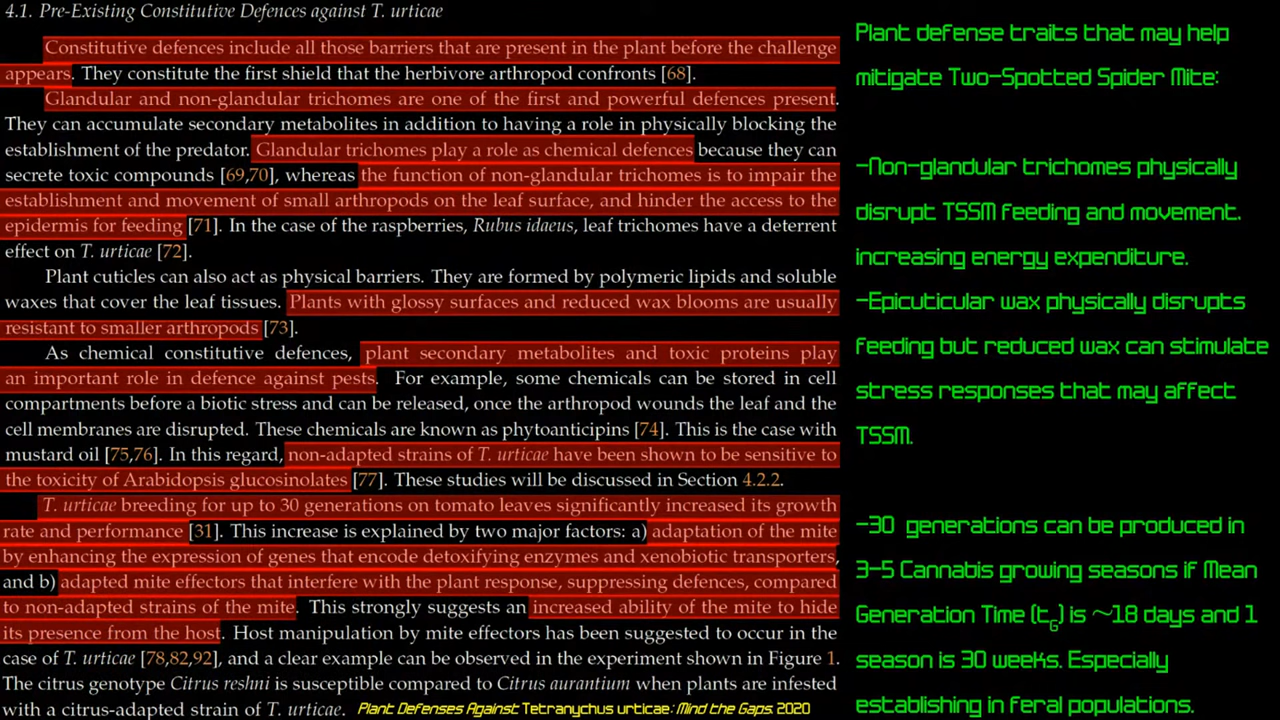 4.1. Pre-Existing Constitutive Defences against T. urticae
Constitutive defences include all those barriers that are present in the plant before the challenge
appears. They constitute the first shield that the herbivore arthropod confronts [68].
Glandular and non-glandular trichomes are one of the first and powerful defences present.
They can accumulate secondary metabolites in addition to having a role in physically blocking the
establishment of the predator. Glandular trichomes play a role as chemical defences because they can
secrete toxic compounds [69,70], whereas the function of non-glandular trichomes is to impair the
establishment and movement of small arthropods on the leaf surface, and hinder the access to the
epidermis for feeding [71]. In the case of the raspberries, Rubus idaeus, leaf trichomes have a deterrent
effect on T. urticae [72].
Plant cuticles can also act as physical barriers. They are formed by polymeric lipids and soluble
waxes that cover the leaf tissues. Plants with glossy surfaces and reduced wax blooms are usually
resistant to smaller arthropods [73].
As chemical constitutive defences, plant secondary metabolites and toxic proteins play
an important role in defence against pests. For example, some chemicals can be stored in cell
compartments before a biotic stress and can be released, once the arthropod wounds the leaf and the
cell membranes are disrupted. These chemicals are known as phytoanticipins [74]. This is the case with
mustard oil [75,76]. In this regard, non-adapted strains of T. urticae have been shown to be sensitive to
the toxicity of Arabidopsis glucosinolates [77]. These studies will be discussed in Section 4.2.2.
T. urticae breeding for up to 30 generations on tomato leaves significantly increased its growth
rate and performance [31]. This increase is explained by two major factors: a) adaptation of the mite
by enhancing the expression of genes that encode detoxifying enzymes and xenobiotic transporters,
and b) adapted mite effectors that interfere with the plant response, suppressing defences, compared
to non-adapted strains of the mite. This strongly suggests an increased ability of the mite to hide
its presence from the host. Host manipulation by mite effectors has been suggested to occur in the
case of T. urticae [78,82,92], and a clear example can be observed in the experiment shown in Figure 1.
The citrus genotype Citrus reshni is susceptible compared to Citrus aurantium when plants are infested
with a citrus-adapted strain of T. urticae.
Plant Defenses Against Tetranychus urticae: Mind the Gaps. 2020
Plant defense traits that may help
mitigate Two-Spotted Spider Mite:
-Non-glandular trichomes physically
disrupt TSSM feeding and movement.
increasing energy expenditure.
-Epicuticular wax physically disrupts
feeding but reduced wax can stimulate
stress responses that may affect
TSSM.
-30 generations can be produced in
3-5 Cannabis growing seasons if Mean
Generation Time (tG) is ~18 days and 1
season is 30 weeks. Especially
establishing in feral populations.